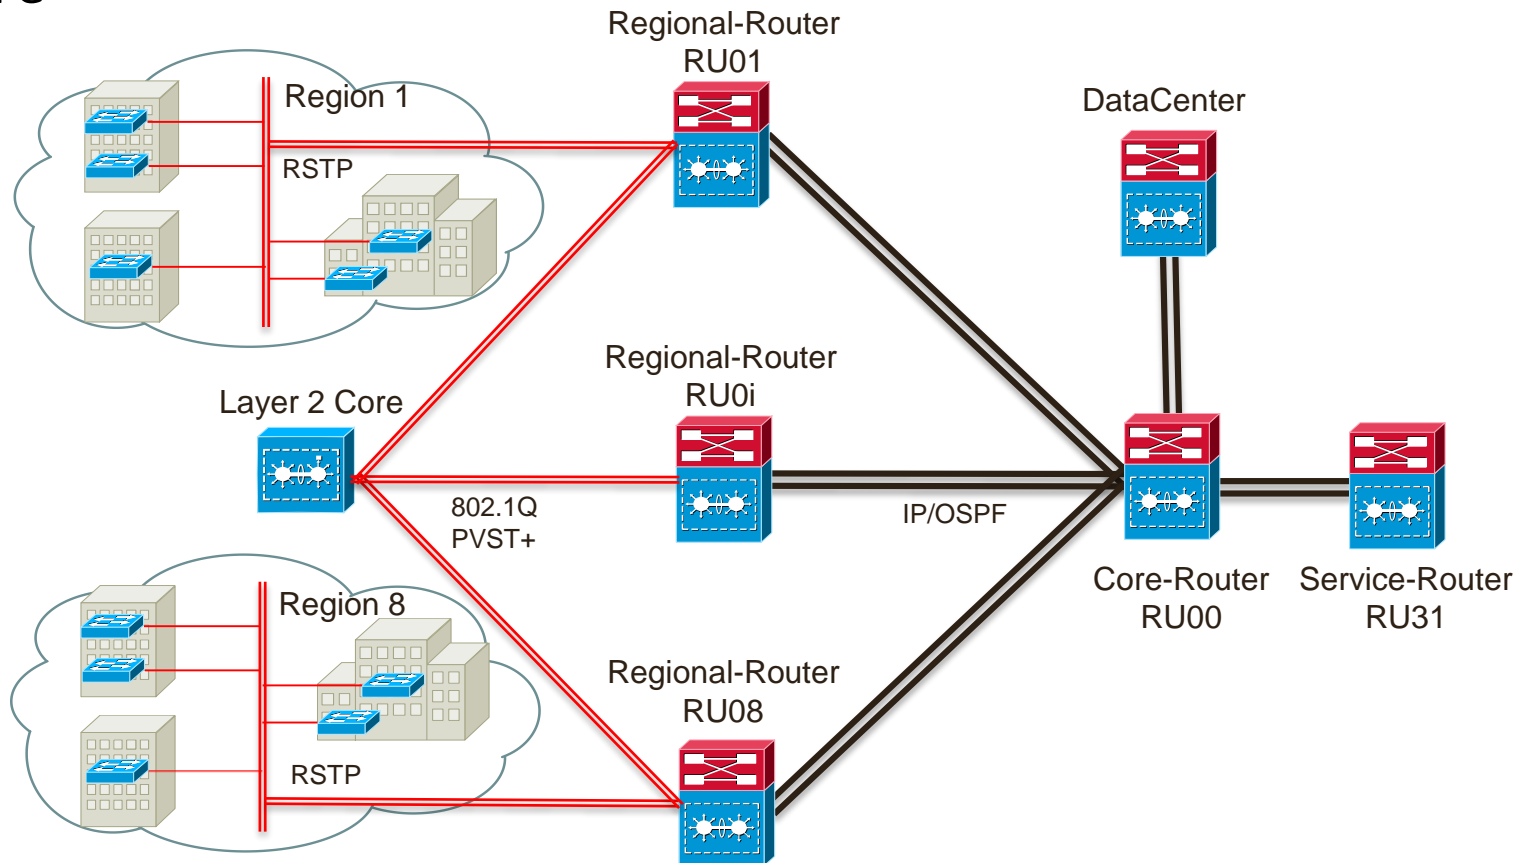 Regional-Router
RU01
Region 1
DataCenter
RSTP
Regional-Router
RU0i
Layer 2 Core
802.1Q
PVST+
IP/OSPF
Core-Router
RU00
Service-Router
RU31
Region 8
Regional-Router
RU08
RSTP